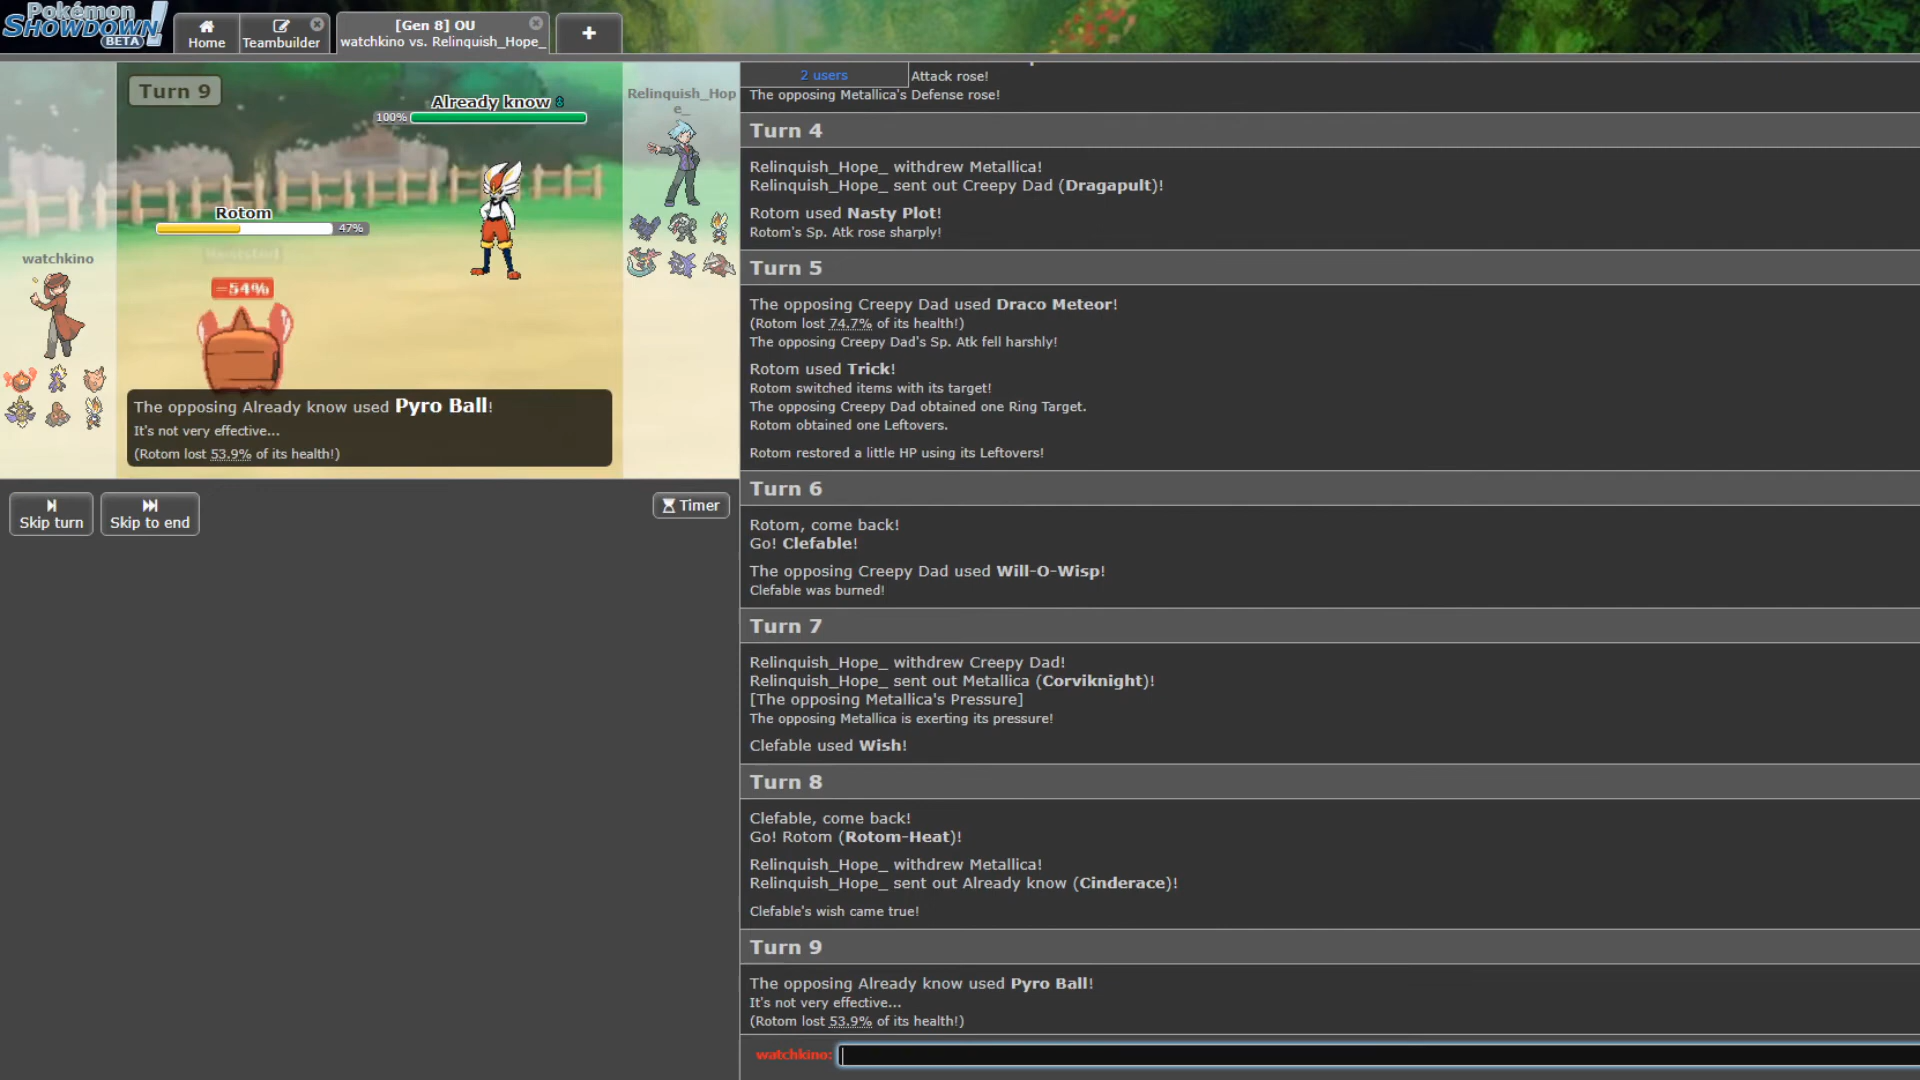 Pokémon
SHOWDOWN!
BETA
Home
Teambuilder
[Gen 8] OU
watchkino vs. Relinquish_Hope_
+
Turn 9
Already know
100%
Rotom
47%
Resisted
−54%
The opposing Already know used Pyro Ball!
It's not very effective...
(Rotom lost 53.9% of its health!)
watchkino
Relinquish_Hop
e_
Skip turn
Skip to end
Timer
2 users
Attack rose!
The opposing Metallica's Defense rose!
Turn 4
Relinquish_Hope_ withdrew Metallica!
Relinquish_Hope_ sent out Creepy Dad (Dragapult)!
Rotom used Nasty Plot!
Rotom's Sp. Atk rose sharply!
Turn 5
The opposing Creepy Dad used Draco Meteor!
(Rotom lost 74.7% of its health!)
The opposing Creepy Dad's Sp. Atk fell harshly!
Rotom used Trick!
Rotom switched items with its target!
The opposing Creepy Dad obtained one Ring Target.
Rotom obtained one Leftovers.
Rotom restored a little HP using its Leftovers!
Turn 6
Rotom, come back!
Go! Clefable!
The opposing Creepy Dad used Will-O-Wisp!
Clefable was burned!
Turn 7
Relinquish_Hope_ withdrew Creepy Dad!
Relinquish_Hope_ sent out Metallica (Corviknight)!
[The opposing Metallica's Pressure]
The opposing Metallica is exerting its pressure!
Clefable used Wish!
Turn 8
Clefable, come back!
Go! Rotom (Rotom-Heat)!
Relinquish_Hope_ withdrew Metallica!
Relinquish_Hope_ sent out Already know (Cinderace)!
Clefable's wish came true!
Turn 9
The opposing Already know used Pyro Ball!
It's not very effective...
(Rotom lost 53.9% of its health!)
watchkino: